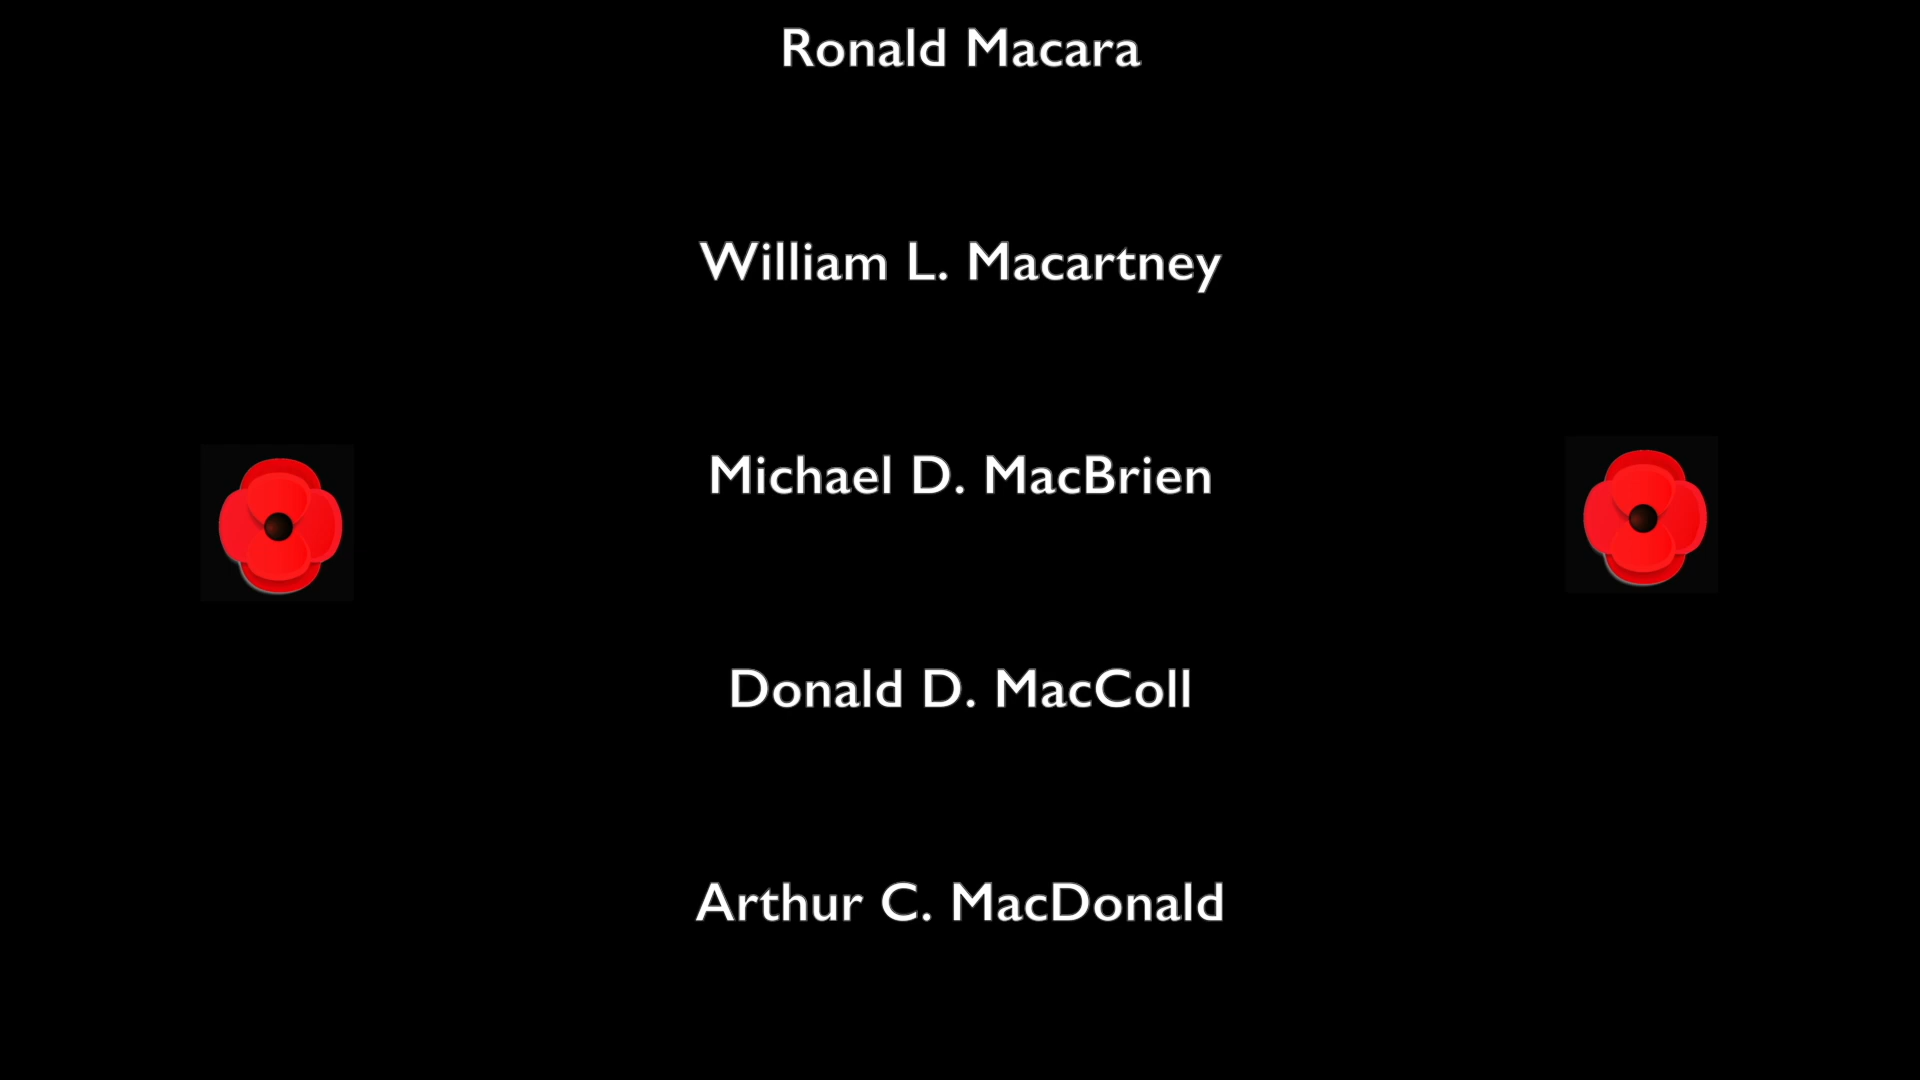 Ronald Macara
William L. Macartney
Michael D. MacBrien
Donald D. MacColl
Arthur C. MacDonald